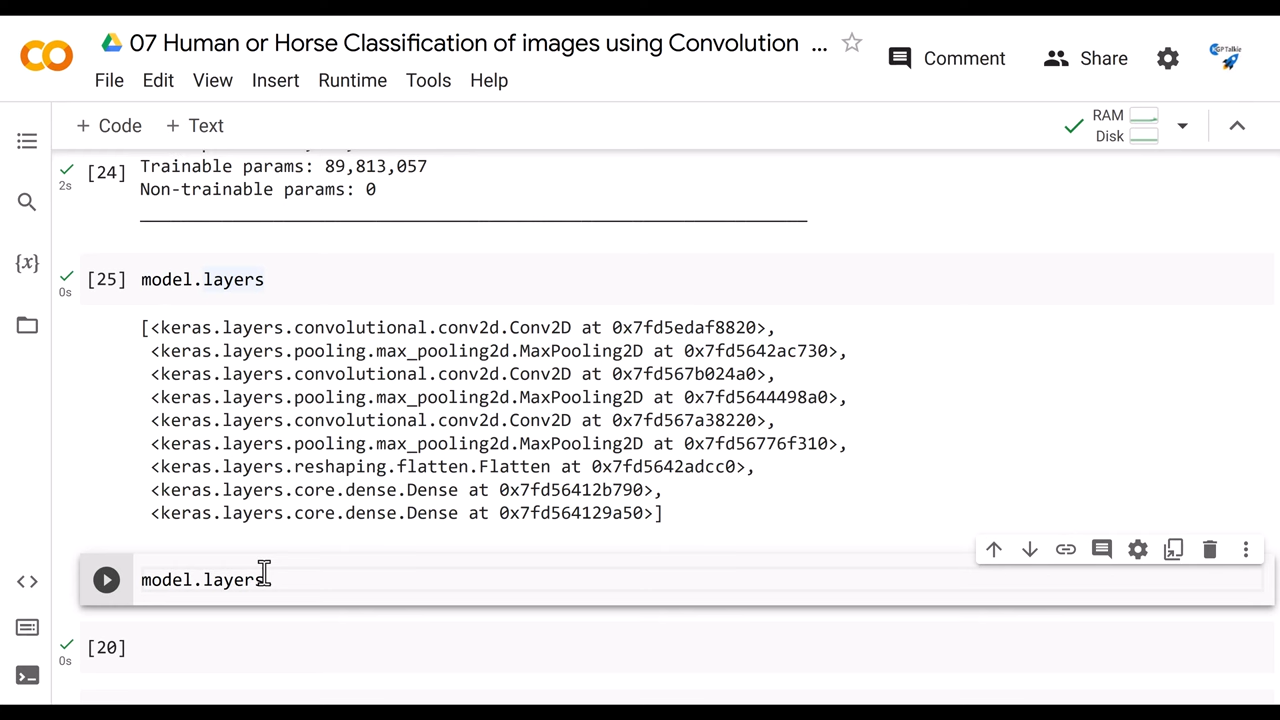 07 Human or Horse Classification of images using Convolution ...
Comment
Share
KGP Talkie
File Edit View Insert Runtime Tools Help
+ Code + Text
RAM
Disk
[24]
2s
Trainable params: 89,813,057
Non-trainable params: 0
[25] model.layers
0s
[<keras.layers.convolutional.conv2d.Conv2D at 0x7fd5edaf8820>,
<keras.layers.pooling.max_pooling2d.MaxPooling2D at 0x7fd5642ac730>,
<keras.layers.convolutional.conv2d.Conv2D at 0x7fd567b024a0>,
<keras.layers.pooling.max_pooling2d.MaxPooling2D at 0x7fd5644498a0>,
<keras.layers.convolutional.conv2d.Conv2D at 0x7fd567a38220>,
<keras.layers.pooling.max_pooling2d.MaxPooling2D at 0x7fd56776f310>,
<keras.layers.reshaping.flatten.Flatten at 0x7fd5642adcc0>,
<keras.layers.core.dense.Dense at 0x7fd56412b790>,
<keras.layers.core.dense.Dense at 0x7fd564129a50>]
model.layers
[20]
0s